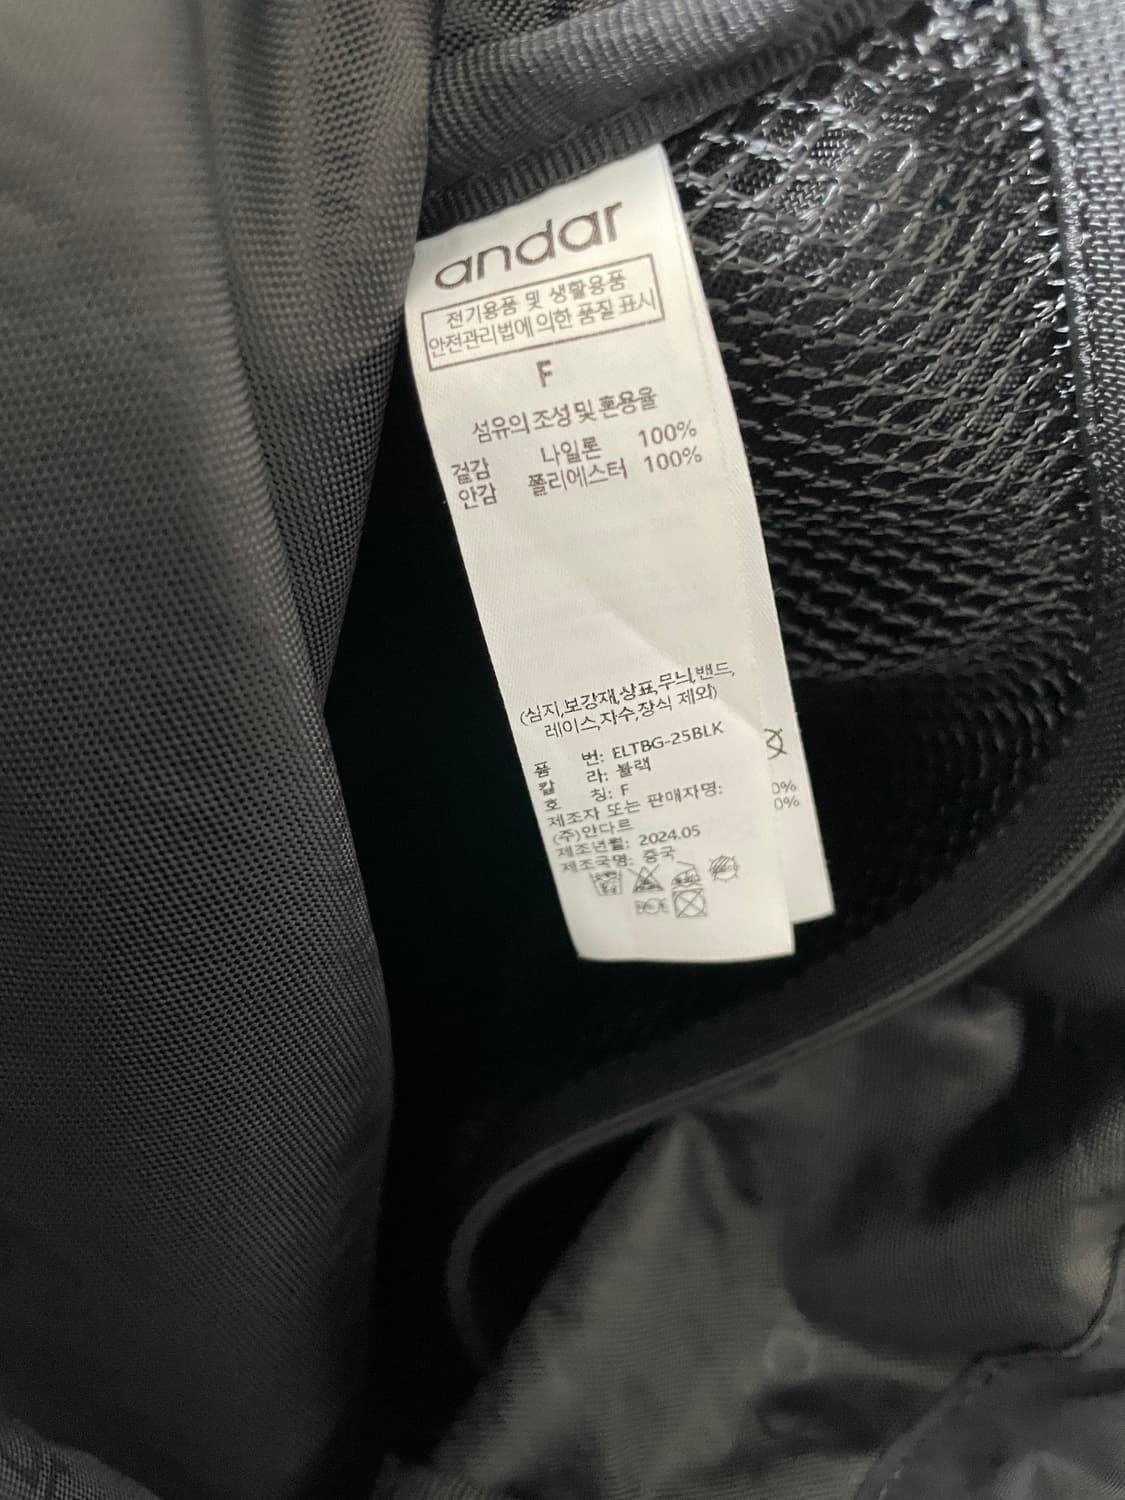 andar
전기용품 및 생활용품
안전관리법에 의한 품질 표시
F
섬유의 조성 및 혼용율
겉감 나일론 100%
안감 폴리에스터 100%
(심지,보강재,상표,무늬,밴드,
레이스,자수,장식 제외)
품 번: ELTBG-25BLK
칼 라: 블랙
호 칭: F
제조자 또는 판매자명:
(주)안다르
제조년월: 2024.05
제조국명: 중국
0%
0%